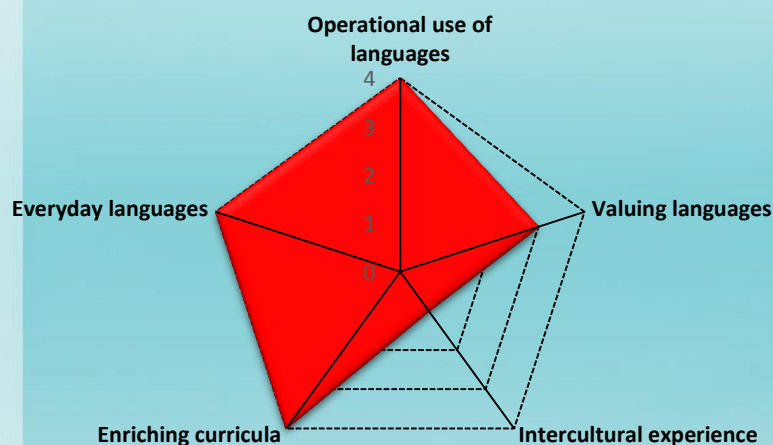 Operational use of
languages
4
3
2
1
0
Everyday languages
Valuing languages
Enriching curricula
Intercultural experience